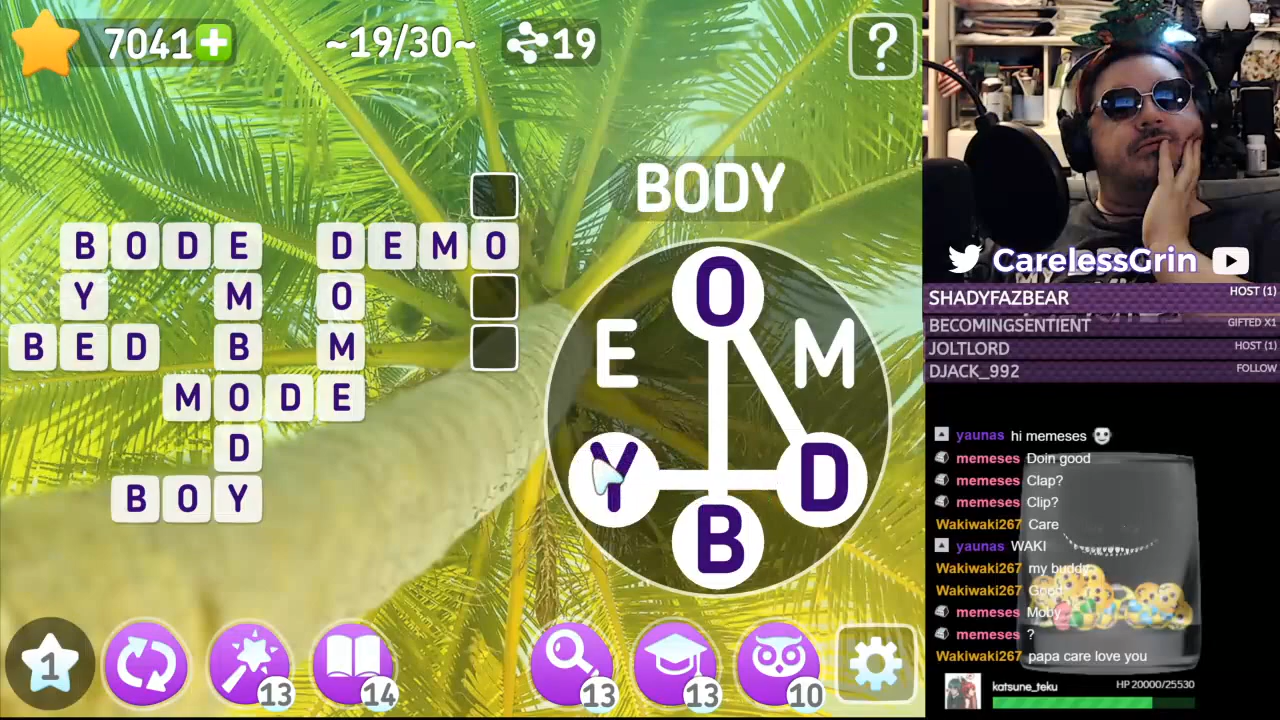 7041
~19/30~
19
?
BODY
BODE DEMO
Y M O
BED B M
MODE
D
BOY
O
E M
Y D
B
1
13
14
13
13
10
CarelessGrin
SHADYFAZBEAR HOST (1)
BECOMINGSENTIENT GIFTED X1
JOLTLORD HOST (1)
DJACK_992 FOLLOW
yaunas hi memeses
memeses Doin good
memeses Clap?
memeses Clip?
Wakiwaki267 Care
yaunas WAKI
Wakiwaki267 my buddy
Wakiwaki267 Good
memeses Moby
memeses ?
Wakiwaki267 papa care love you
katsune_teku HP 20000/25530